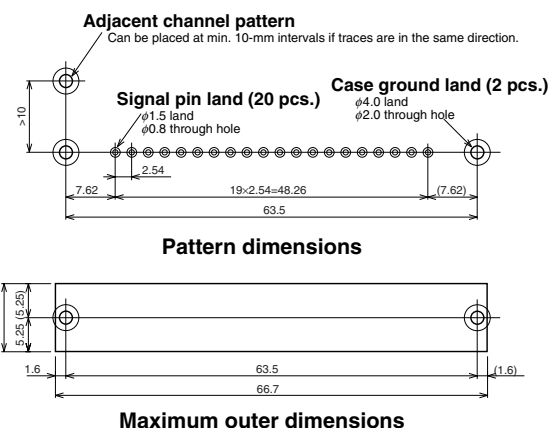 Adjacent channel pattern
Can be placed at min. 10-mm intervals if traces are in the same direction.
Case ground land (2 pcs.)
φ4.0 land
φ2.0 through hole
Signal pin land (20 pcs.)
φ1.5 land
φ0.8 through hole
>10
2.54
7.62
19×2.54=48.26
(7.62)
63.5
Pattern dimensions
5.25 (5.25)
1.6
63.5
(1.6)
66.7
Maximum outer dimensions